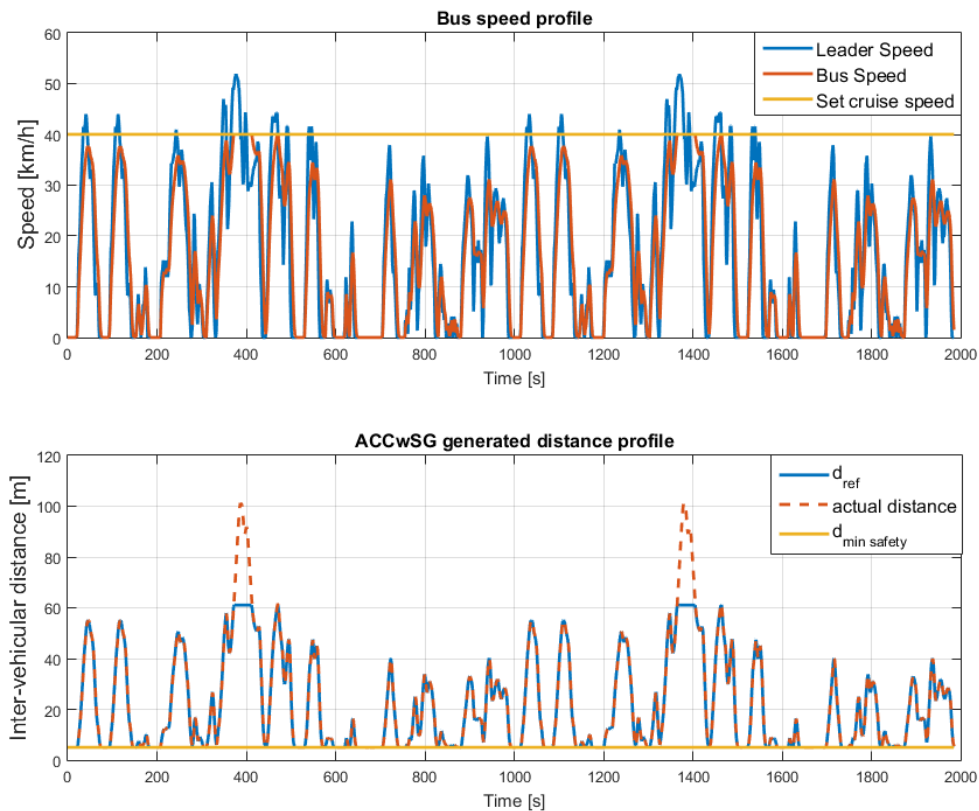 Bus speed profile
Speed [km/h]
60
50
40
30
20
10
0
Leader Speed
Bus Speed
Set cruise speed
0 200 400 600 800 1000 1200 1400 1600 1800 2000
Time [s]
ACCwSG generated distance profile
Inter-vehicular distance [m]
120
100
80
60
40
20
0
d_ref
actual distance
d_min safety
0 200 400 600 800 1000 1200 1400 1600 1800 2000
Time [s]